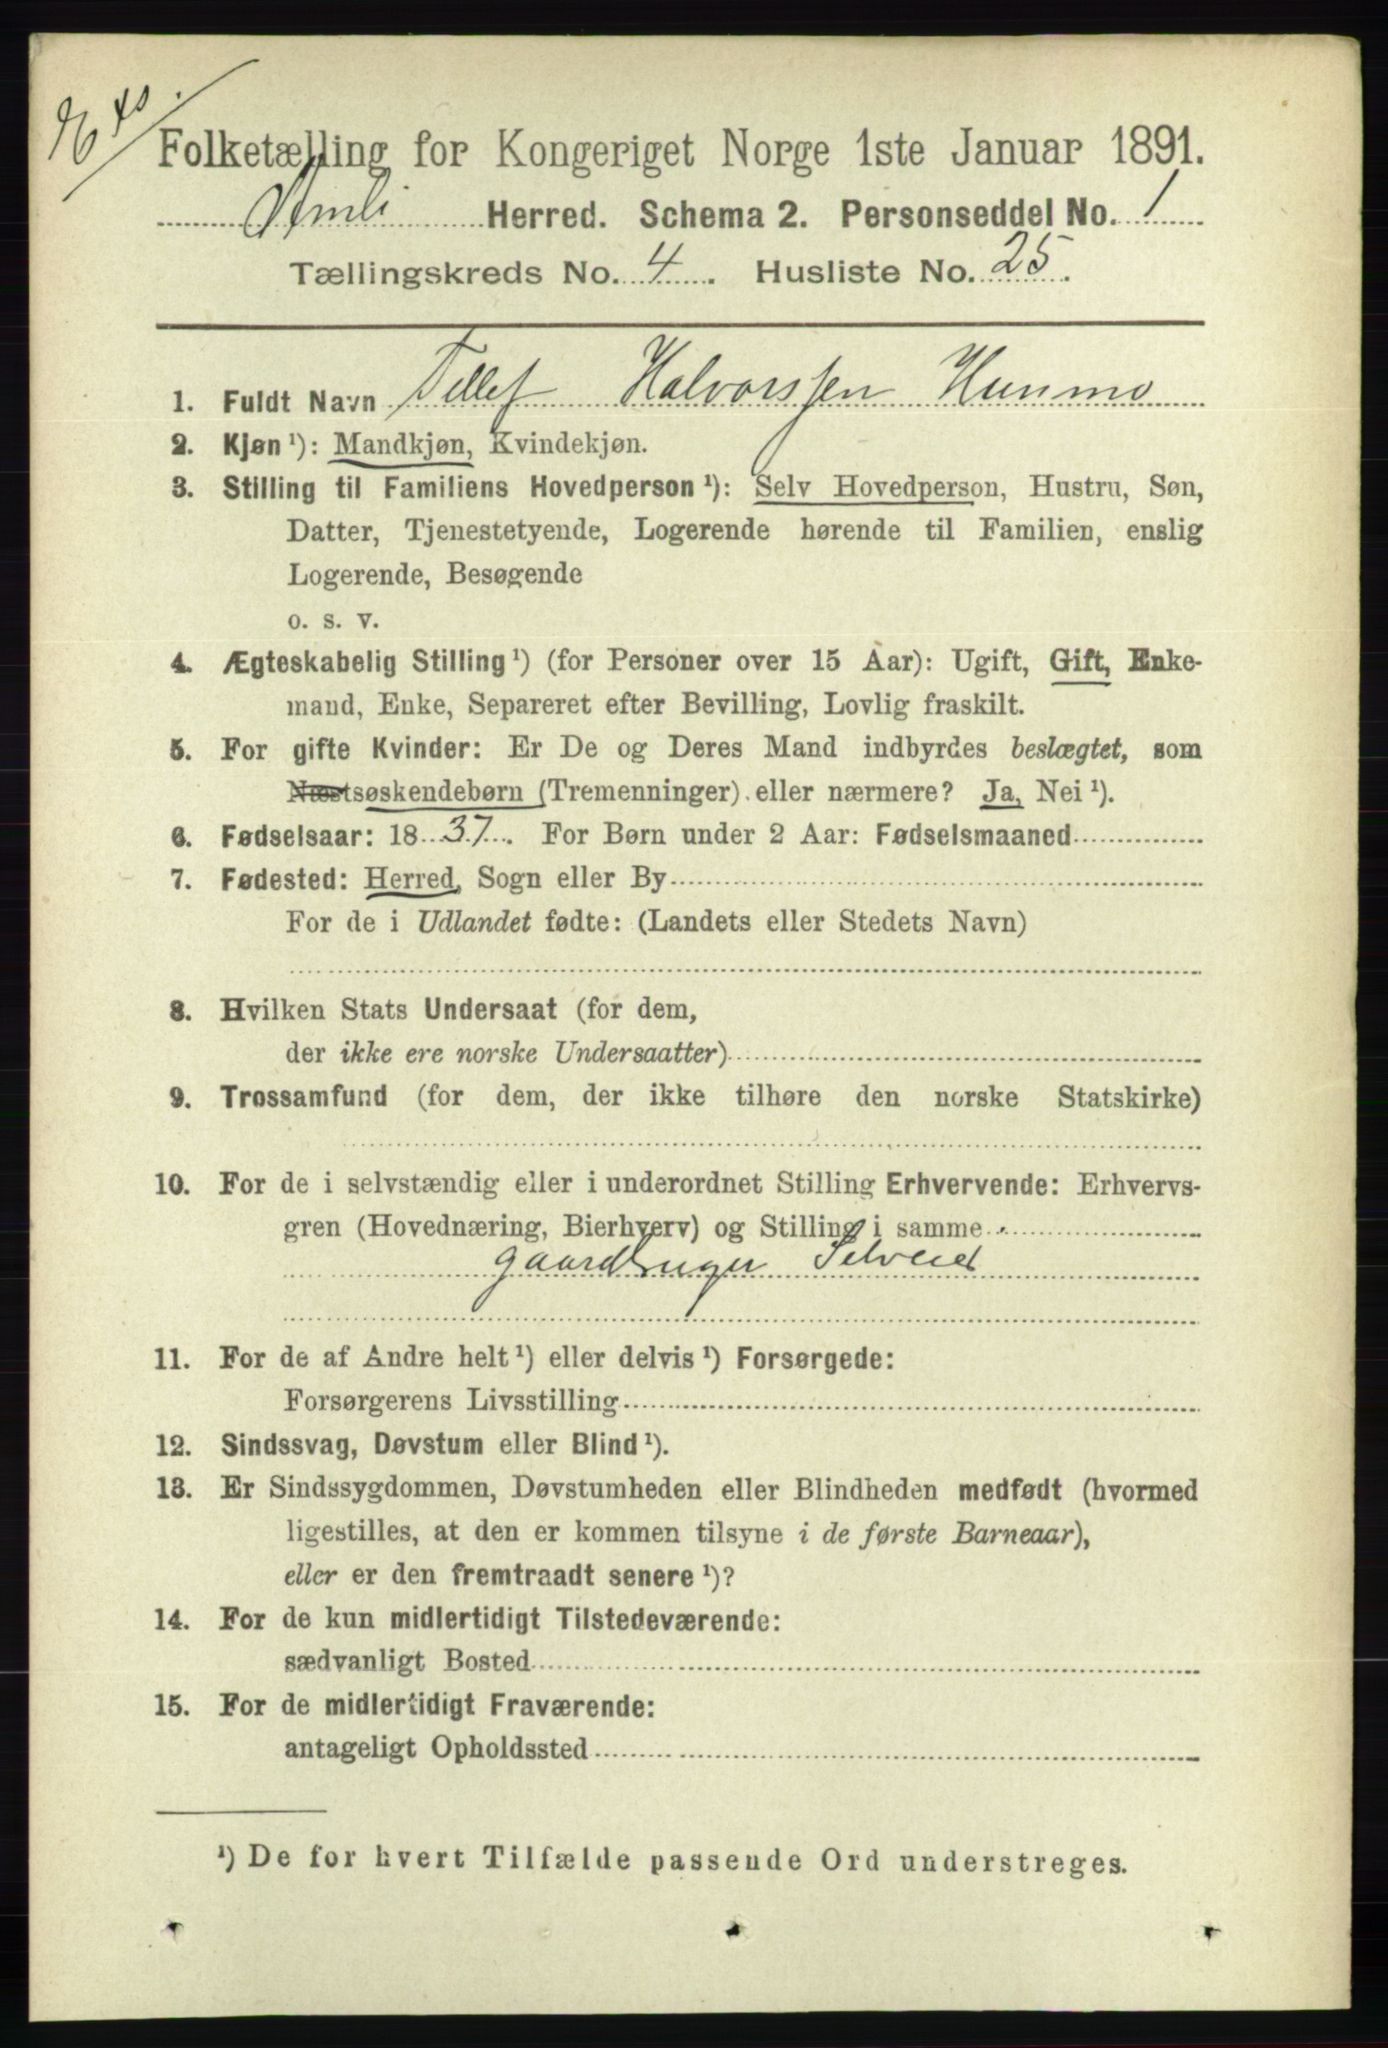 Folketælling for Kongeriget Norge 1ste Januar 1891.
Åmli Herred. Schema 2. Personseddel No. 1
Tællingskreds No. 4. Husliste No. 25.
1. Fuldt Navn Tellef Halvorssen Hunmo
2. Kjøn ¹): Mandkjøn, Kvindekjøn.
3. Stilling til Familiens Hovedperson ¹): Selv Hovedperson, Hustru, Søn,
Datter, Tjenestetyende, Logerende hørende til Familien, enslig
Logerende, Besøgende
o. s. v.
4. Ægteskabelig Stilling ¹) (for Personer over 15 Aar): Ugift, Gift, Enke-
mand, Enke, Separeret efter Bevilling, Lovlig fraskilt.
5. For gifte Kvinder: Er De og Deres Mand indbyrdes beslægtet, som
Næstsøskendebørn (Tremenninger) eller nærmere? Ja, Nei ¹).
6. Fødselsaar: 1837. For Børn under 2 Aar: Fødselsmaaned
7. Fødested: Herred, Sogn eller By
For de i Udlandet fødte: (Landets eller Stedets Navn)
8. Hvilken Stats Undersaat (for dem,
der ikke ere norske Undersaatter)
9. Trossamfund (for dem, der ikke tilhøre den norske Statskirke)
10. For de i selvstændig eller i underordnet Stilling Erhvervende: Erhvervs-
gren (Hovednæring, Bierhverv) og Stilling i samme
gaardbruger Selveier
11. For de af Andre helt ¹) eller delvis ¹) Forsørgede:
Forsørgerens Livsstilling
12. Sindssvag, Døvstum eller Blind ¹).
13. Er Sindssygdommen, Døvstumheden eller Blindheden medfødt (hvormed
ligestilles, at den er kommen tilsyne i de første Barneaar),
eller er den fremtraadt senere ¹)?
14. For de kun midlertidigt Tilstedeværende:
sædvanligt Bosted
15. For de midlertidigt Fraværende:
antageligt Opholdssted
¹) De for hvert Tilfælde passende Ord understreges.